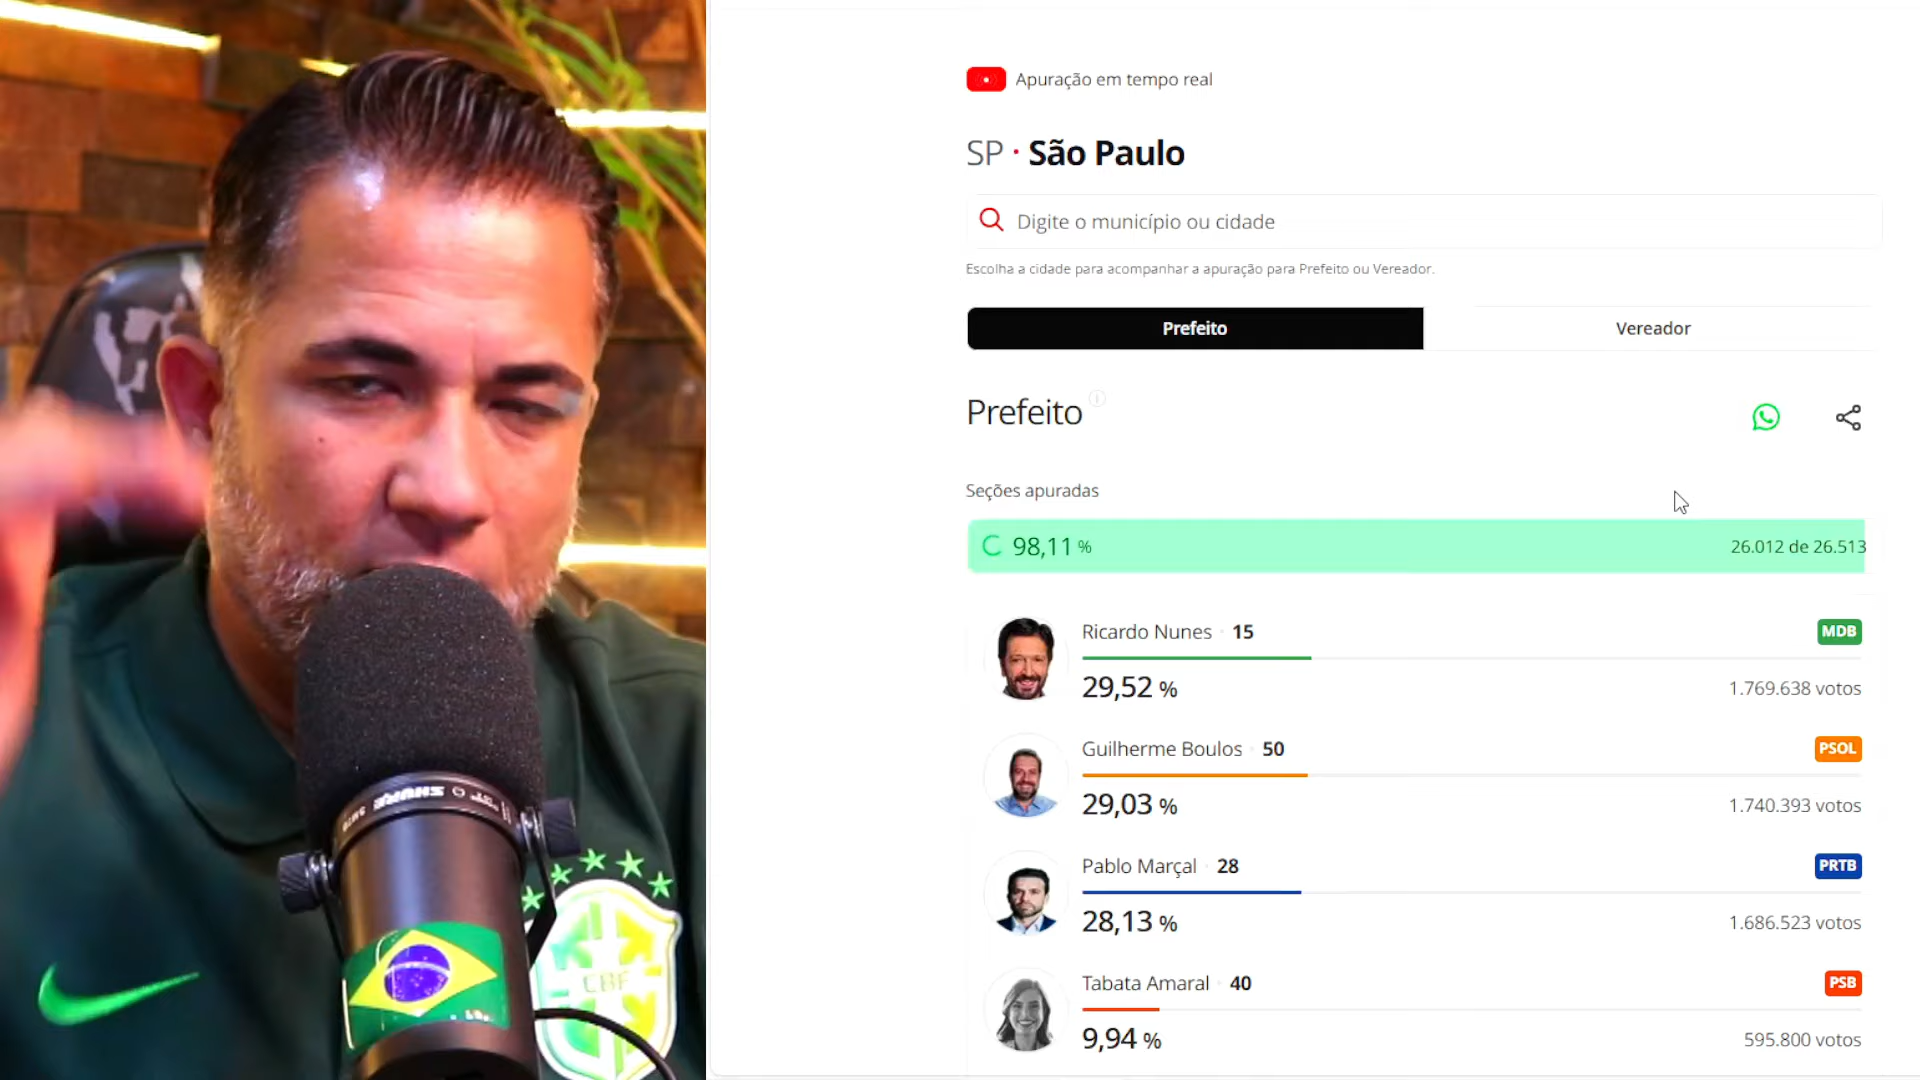 Apuração em tempo real
SP · São Paulo
Digite o município ou cidade
Escolha a cidade para acompanhar a apuração para Prefeito ou Vereador.
Prefeito
Vereador
Prefeito
Seções apuradas
98,11 %
26.012 de 26.513
Ricardo Nunes · 15
MDB
29,52 %
1.769.638 votos
Guilherme Boulos · 50
PSOL
29,03 %
1.740.393 votos
Pablo Marçal · 28
PRTB
28,13 %
1.686.523 votos
Tabata Amaral · 40
PSB
9,94 %
595.800 votos
SHURE
CBF